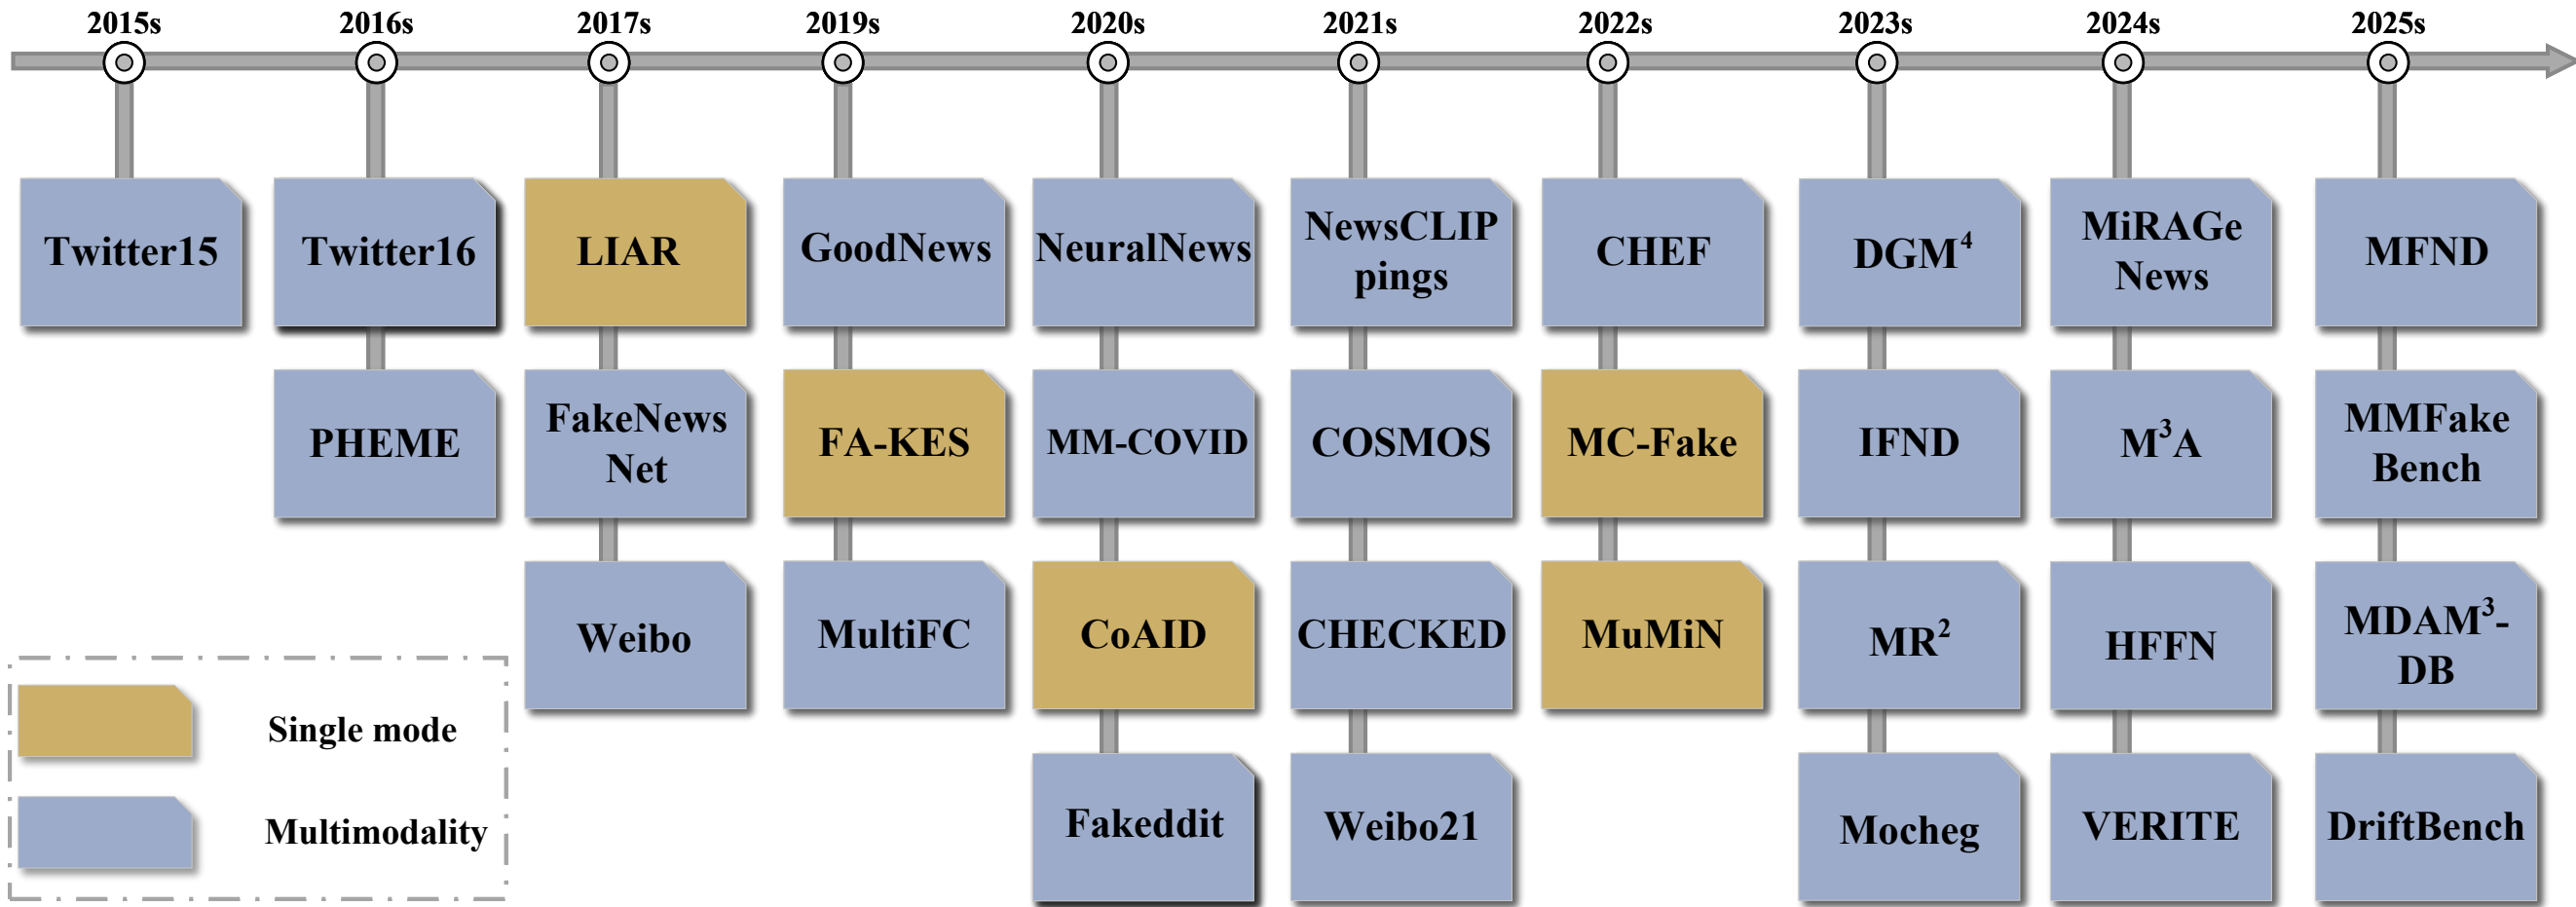 2015s
2016s
2017s
2019s
2020s
2021s
2022s
2023s
2024s
2025s
Twitter15
Twitter16
PHEME
LIAR
FakeNews
Net
Weibo
GoodNews
FA-KES
MultiFC
NeuralNews
MM-COVID
CoAID
Fakeddit
NewsCLIP
pings
COSMOS
CHECKED
Weibo21
CHEF
MC-Fake
MuMiN
DGM⁴
IFND
MR²
Mocheg
MiRAGe
News
M³A
HFFN
VERITE
MFND
MMFake
Bench
MDAM³-
DB
DriftBench
Single mode
Multimodality